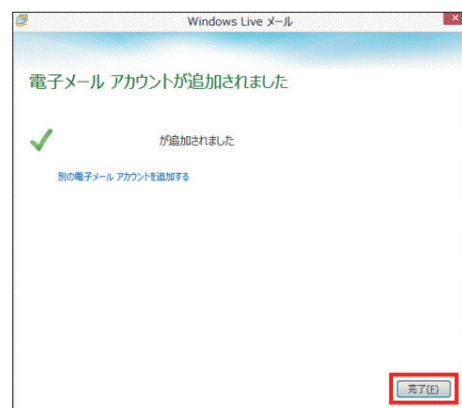 Windows Live メール
電子メール アカウントが追加されました
が追加されました
別の電子メール アカウントを追加する
完了(F)